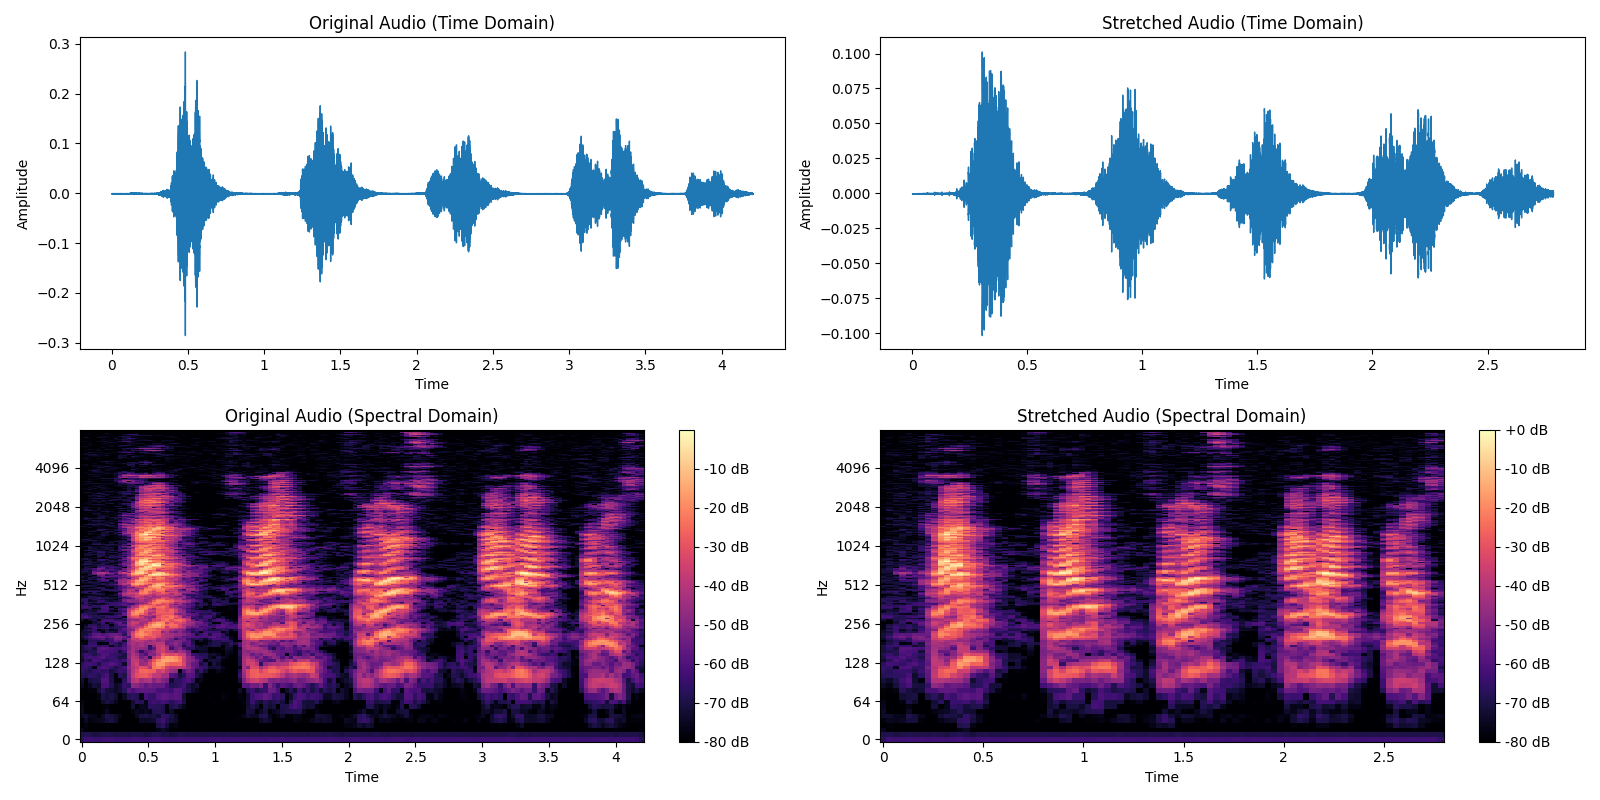 Original Audio (Time Domain)
0.3
0.2
0.1
0.0
−0.1
−0.2
−0.3
Amplitude
0 0.5 1 1.5 2 2.5 3 3.5 4
Time
Stretched Audio (Time Domain)
0.100
0.075
0.050
0.025
0.000
−0.025
−0.050
−0.075
−0.100
Amplitude
0 0.5 1 1.5 2 2.5
Time
Original Audio (Spectral Domain)
4096
2048
1024
512
256
128
64
0
Hz
0 0.5 1 1.5 2 2.5 3 3.5 4
Time
-10 dB
-20 dB
-30 dB
-40 dB
-50 dB
-60 dB
-70 dB
-80 dB
Stretched Audio (Spectral Domain)
4096
2048
1024
512
256
128
64
0
Hz
0 0.5 1 1.5 2 2.5
Time
+0 dB
-10 dB
-20 dB
-30 dB
-40 dB
-50 dB
-60 dB
-70 dB
-80 dB